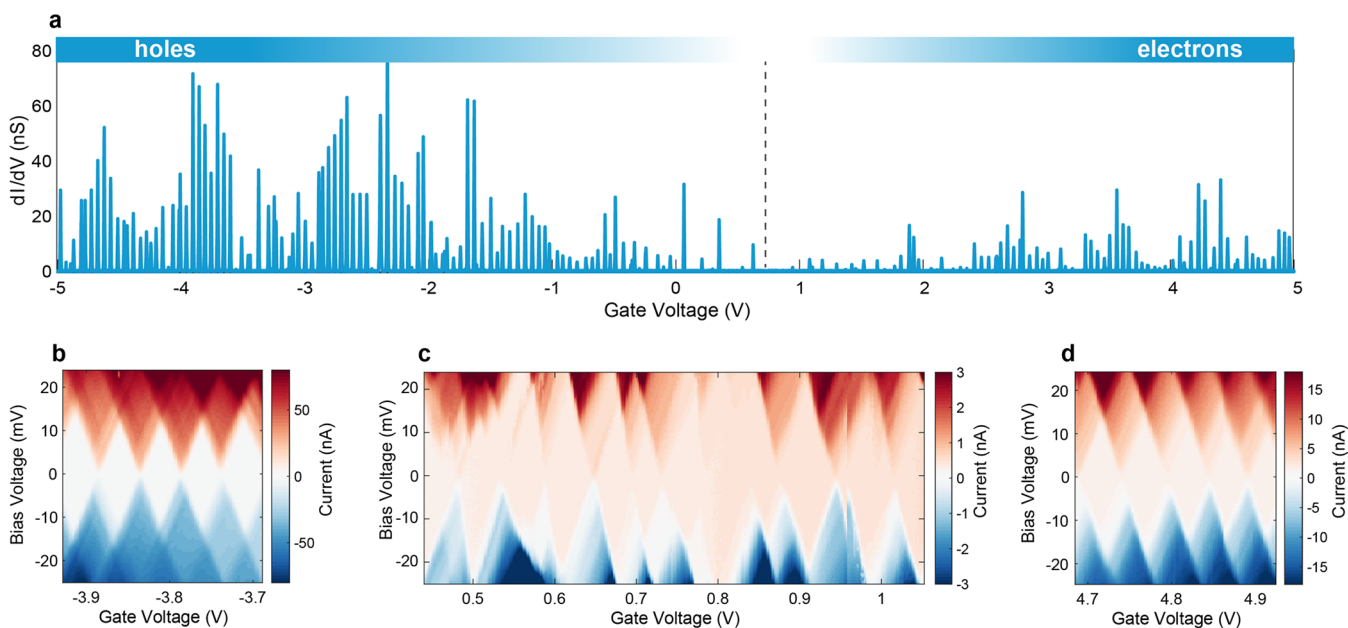 a
holes electrons
80
60
40
20
0
dI/dV (nS)
-5 -4 -3 -2 -1 0 1 2 3 4 5
Gate Voltage (V)
b
20
10
0
-10
-20
Bias Voltage (mV)
-3.9 -3.8 -3.7
Gate Voltage (V)
50
0
-50
Current (nA)
c
20
10
0
-10
-20
Bias Voltage (mV)
0.5 0.6 0.7 0.8 0.9 1
Gate Voltage (V)
3
2
1
0
-1
-2
-3
Current (nA)
d
20
10
0
-10
-20
Bias Voltage (mV)
4.7 4.8 4.9
Gate Voltage (V)
15
10
5
0
-5
-10
-15
Current (nA)